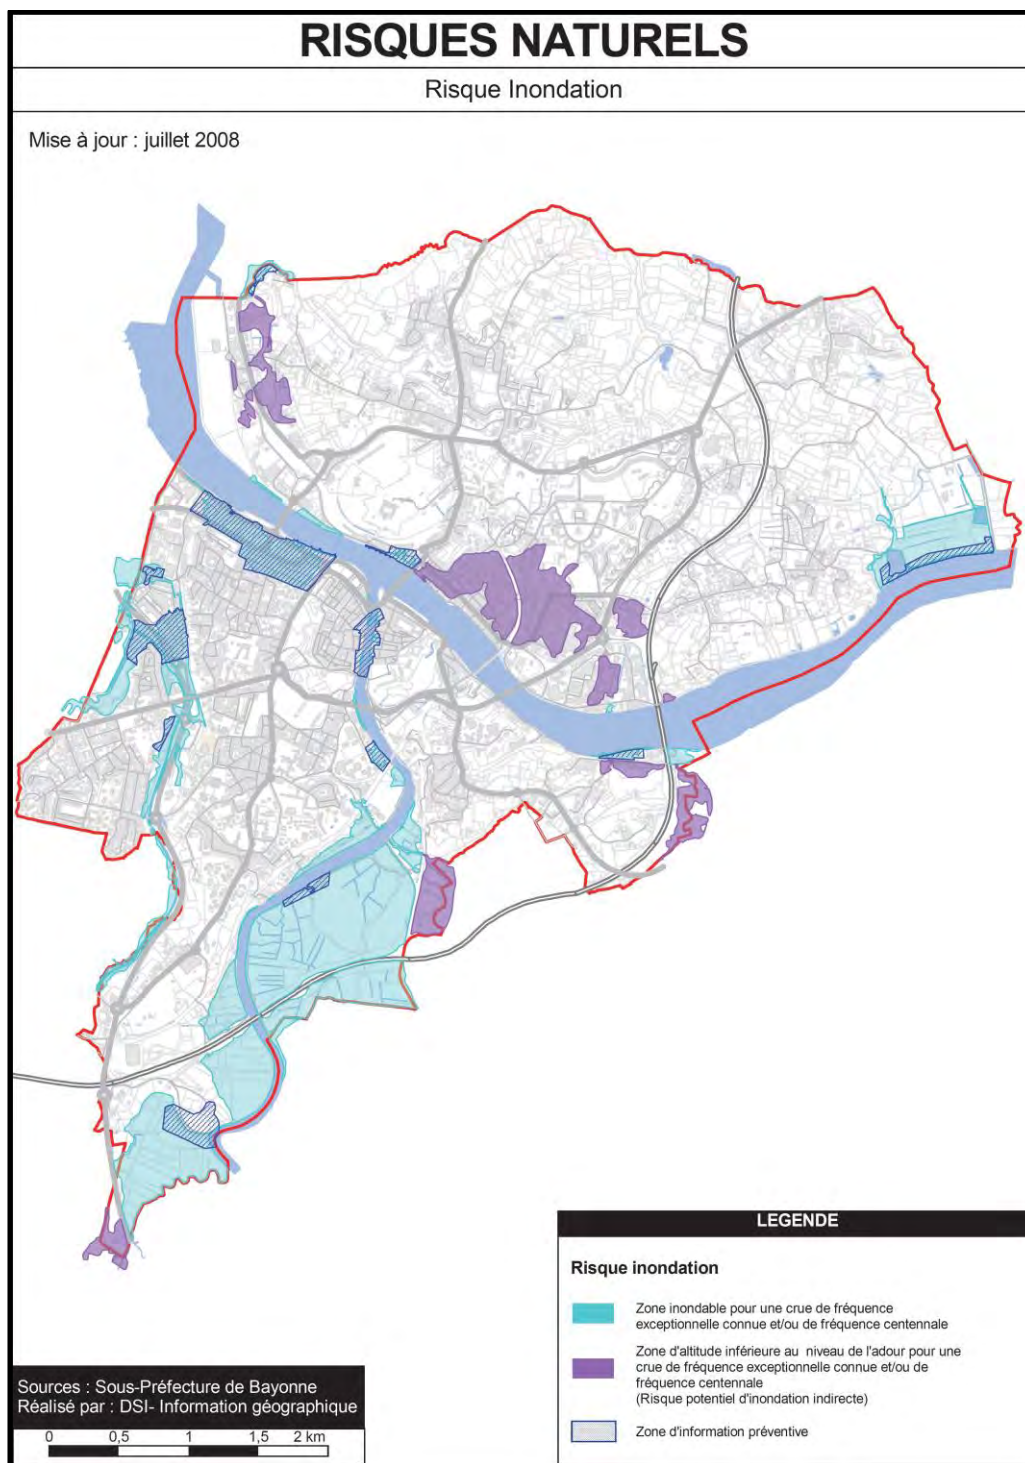 RISQUES NATURELS
Risque Inondation
Mise à jour : juillet 2008
LEGENDE
Risque inondation
Zone inondable pour une crue de fréquence
exceptionnelle connue et/ou de fréquence centennale
Zone d'altitude inférieure au niveau de l'adour pour une
crue de fréquence exceptionnelle connue et/ou de
fréquence centennale
(Risque potentiel d'inondation indirecte)
Zone d'information préventive
Sources : Sous-Préfecture de Bayonne
Réalisé par : DSI- Information géographique
0 0,5 1 1,5 2 km